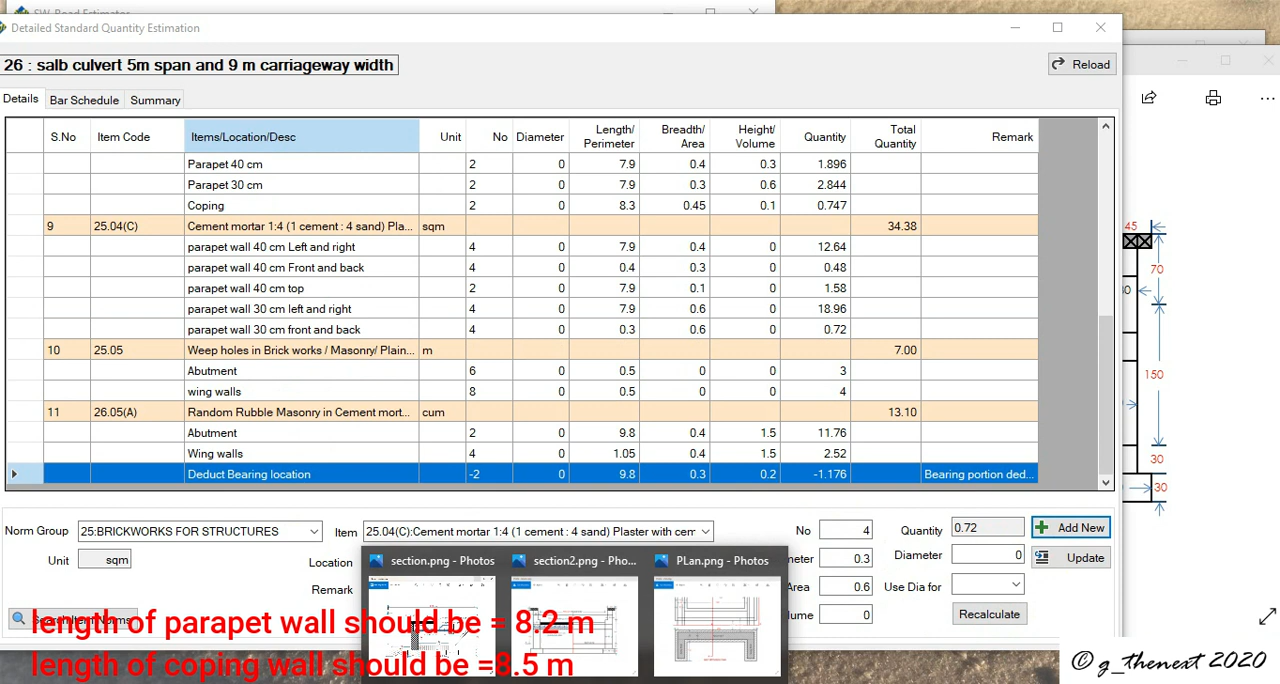 SW Road Estimator
Detailed Standard Quantity Estimation
26 : salb culvert 5m span and 9 m carriageway width
Reload
Details Bar Schedule Summary
S.No Item Code Items/Location/Desc Unit No Diameter Length/ Perimeter Breadth/ Area Height/ Volume Quantity Total Quantity Remark
Parapet 40 cm 2 0 7.9 0.4 0.3 1.896
Parapet 30 cm 2 0 7.9 0.3 0.6 2.844
Coping 2 0 8.3 0.45 0.1 0.747
9 25.04(C) Cement mortar 1:4 (1 cement : 4 sand) Pla... sqm 34.38
parapet wall 40 cm Left and right 4 0 7.9 0.4 0 12.64
parapet wall 40 cm Front and back 4 0 0.4 0.3 0 0.48
parapet wall 40 cm top 2 0 7.9 0.1 0 1.58
parapet wall 30 cm left and right 4 0 7.9 0.6 0 18.96
parapet wall 30 cm front and back 4 0 0.3 0.6 0 0.72
10 25.05 Weep holes in Brick works / Masonry/ Plain... m 7.00
Abutment 6 0 0.5 0 0 3
wing walls 8 0 0.5 0 0 4
11 26.05(A) Random Rubble Masonry in Cement mort... cum 13.10
Abutment 2 0 9.8 0.4 1.5 11.76
Wing walls 4 0 1.05 0.4 1.5 2.52
Deduct Bearing location -2 0 9.8 0.3 0.2 -1.176 Bearing portion ded...
45
70
150
30
30
Norm Group 25:BRICKWORKS FOR STRUCTURES Item 25.04(C):Cement mortar 1:4 (1 cement : 4 sand) Plaster with cem No 4 Quantity 0.72 Add New
Unit sqm Location section.png - Photos section2.png - Pho... PLan.png - Photos meter 0.3 Diameter 0 Update
Remark Area 0.6 Use Dia for
ume 0 Recalculate
length of parapet wall should be = 8.2 m
length of coping wall should be =8.5 m
© g_thenext 2020